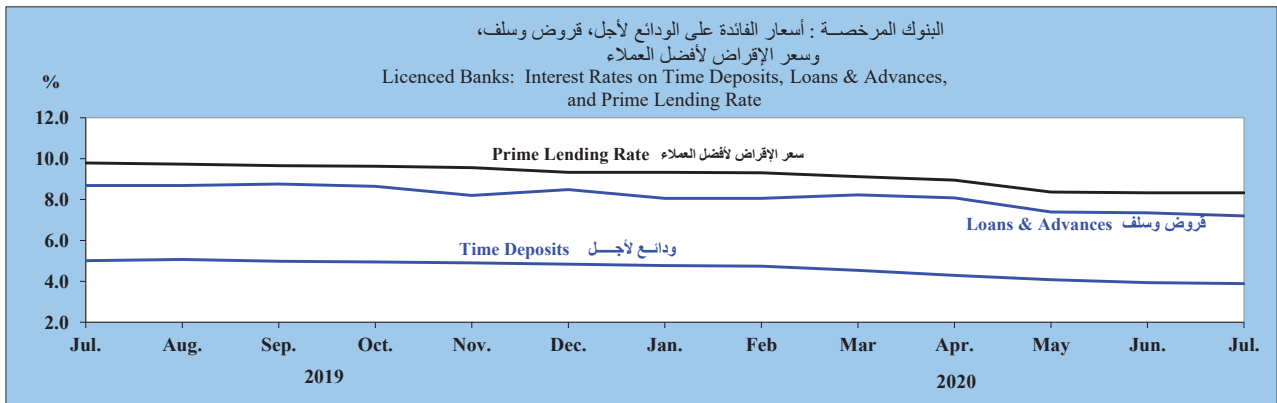 البنوك المرخصـــة : أسعار الفائدة على الودائع لأجل، قروض وسلف،
وسعر الإقراض لأفضل العملاء
Licenced Banks: Interest Rates on Time Deposits, Loans & Advances,
and Prime Lending Rate
%
12.0
10.0
8.0
6.0
4.0
2.0
Prime Lending Rate سعر الإقراض لأفضل العملاء
Loans & Advances قروض وسلف
Time Deposits ودائـــع لأجـــــل
Jul. Aug. Sep. Oct. Nov. Dec. Jan. Feb Mar Apr. May Jun. Jul.
2019 2020